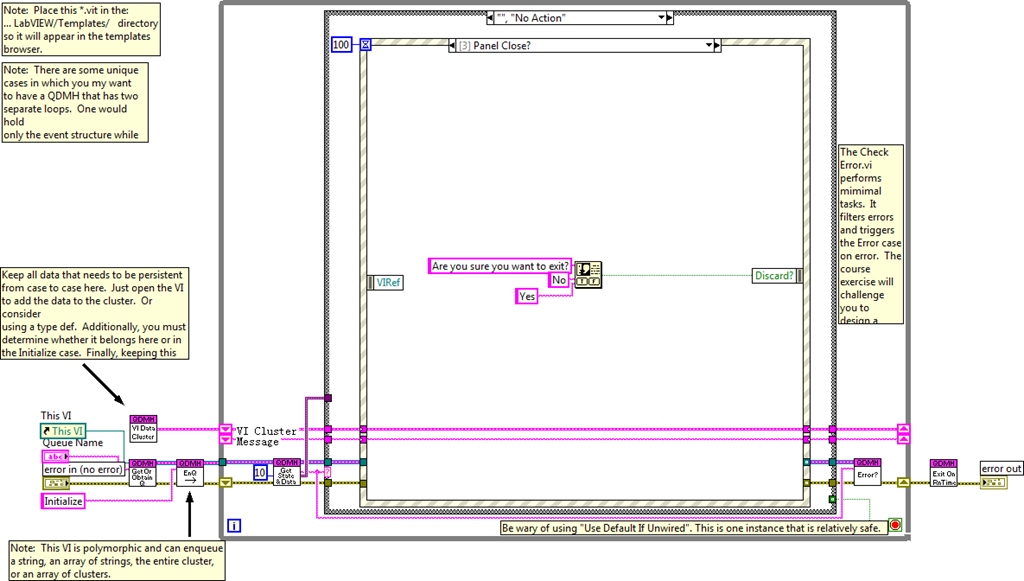 Note:  Place this *.vit in the:
... LabVIEW/Templates/   directory
so it will appear in the templates
browser.
Note:  There are some unique
cases in which you my want
to have a QDMH that has two
separate loops.  One would
hold
only the event structure while
"", "No Action"
100
[3] Panel Close?
The Check
Error.vi
performs
mimimal
tasks.  It
filters errors
and triggers
the Error case
on error.  The
course
exercise will
challenge
you to
design a
Are you sure you want to exit?
No
Yes
VIRef
Discard?
Keep all data that needs to be persistent
from case to case here.  Just open the VI
to add the data to the cluster.  Or
consider
using a type def.  Additionally, you must
determine whether it belongs here or in
the Initialize case.  Finally, keeping this
This VI
This VI
Queue Name
abc
error in (no error)
Initialize
QDMH
VI Data
Cluster
QDMH
Get Or
Obtain
Q
QDMH
EnQ
VI Cluster
Message
10
QDMH
Get
State
& Data
QDMH
Error?
QDMH
Exit On
RnTime
error out
i
Be wary of using "Use Default If Unwired". This is one instance that is relatively safe.
Note:  This VI is polymorphic and can enqueue
a string, an array of strings, the entire cluster,
or an array of clusters.